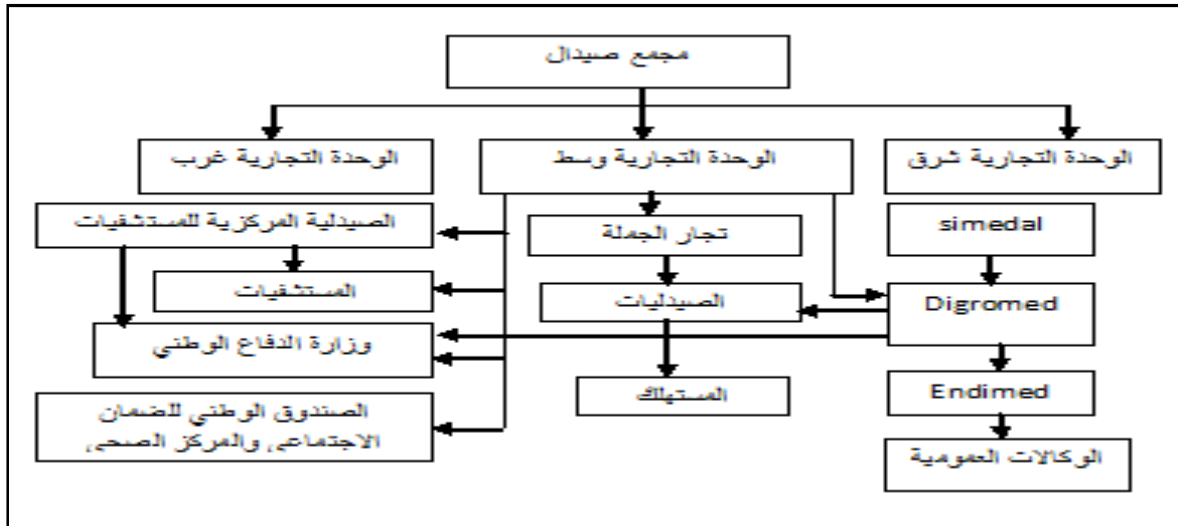 مجمع صيدال
الوحدة التجارية شرق
الوحدة التجارية وسط
الوحدة التجارية غرب
simedal
تجار الجملة
الصيدلية المركزية للمستشفيات
Digromed
الصيدليات
المستشفيات
وزارة الدفاع الوطني
Endimed
المستهلك
الصندوق الوطني للضمان
الاجتماعي والمركز الصحي
الوكالات العمومية